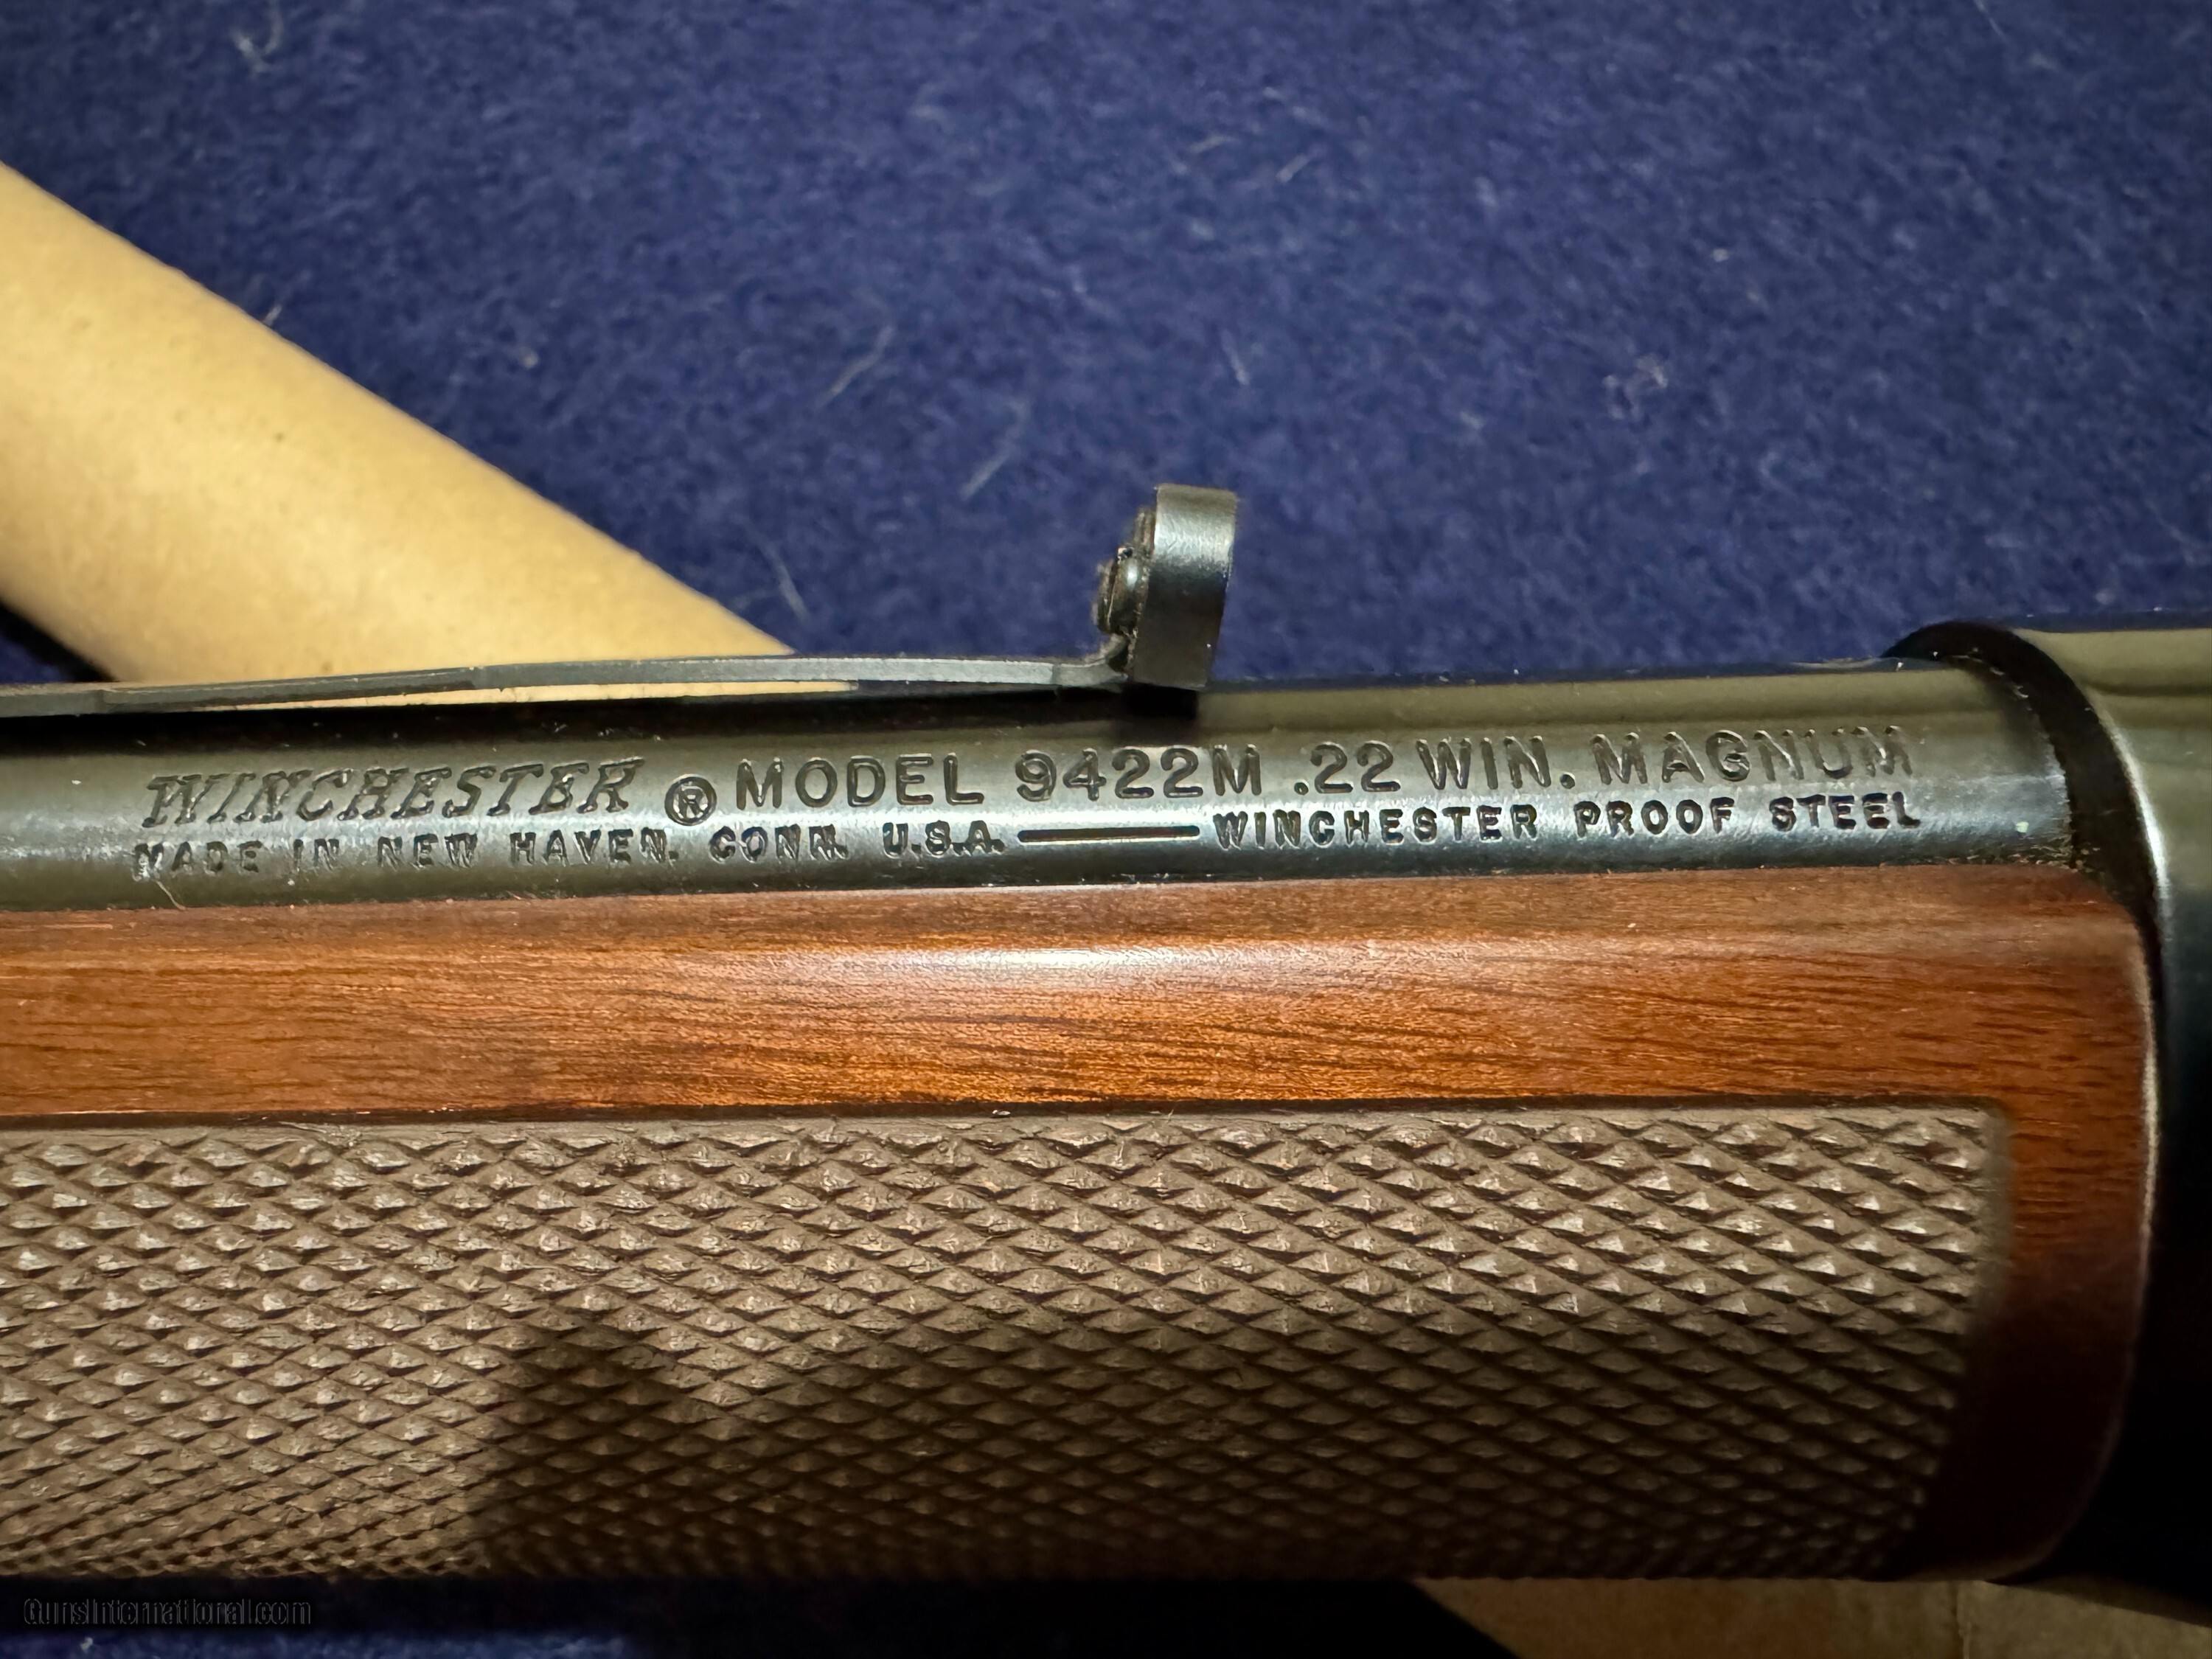 WINCHESTER ® MODEL 9422M .22 WIN. MAGNUM
MADE IN NEW HAVEN, CONN. U.S.A. ——— WINCHESTER PROOF STEEL
GunsInternational.com